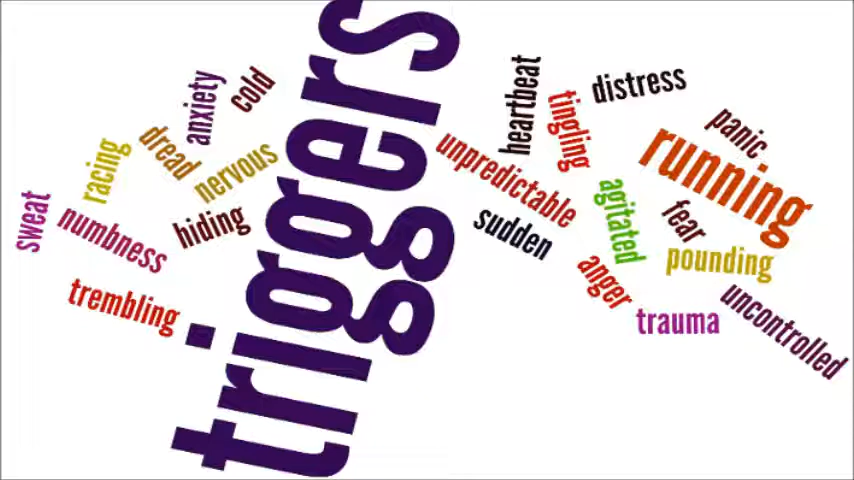 triggers
anxiety
cold
racing
dread
nervous
sweat
numbness
hiding
trembling
heartbeat
tingling
distress
panic
running
unpredictable
sudden
agitated
fear
pounding
anger
trauma
uncontrolled